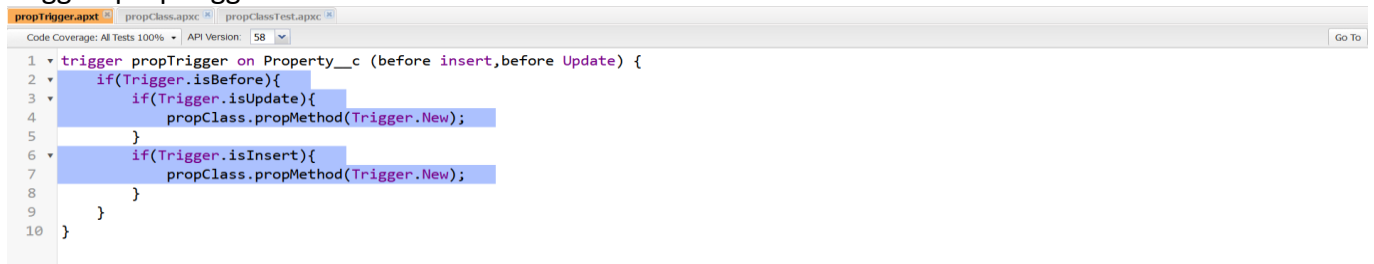 propTrigger.apxt propClass.apxc propClassTest.apxc
Code Coverage: All Tests 100% API Version: 58 Go To
1 trigger propTrigger on Property__c (before insert,before Update) {
2 if(Trigger.isBefore){
3 if(Trigger.isUpdate){
4 propClass.propMethod(Trigger.New);
5 }
6 if(Trigger.isInsert){
7 propClass.propMethod(Trigger.New);
8 }
9 }
10 }